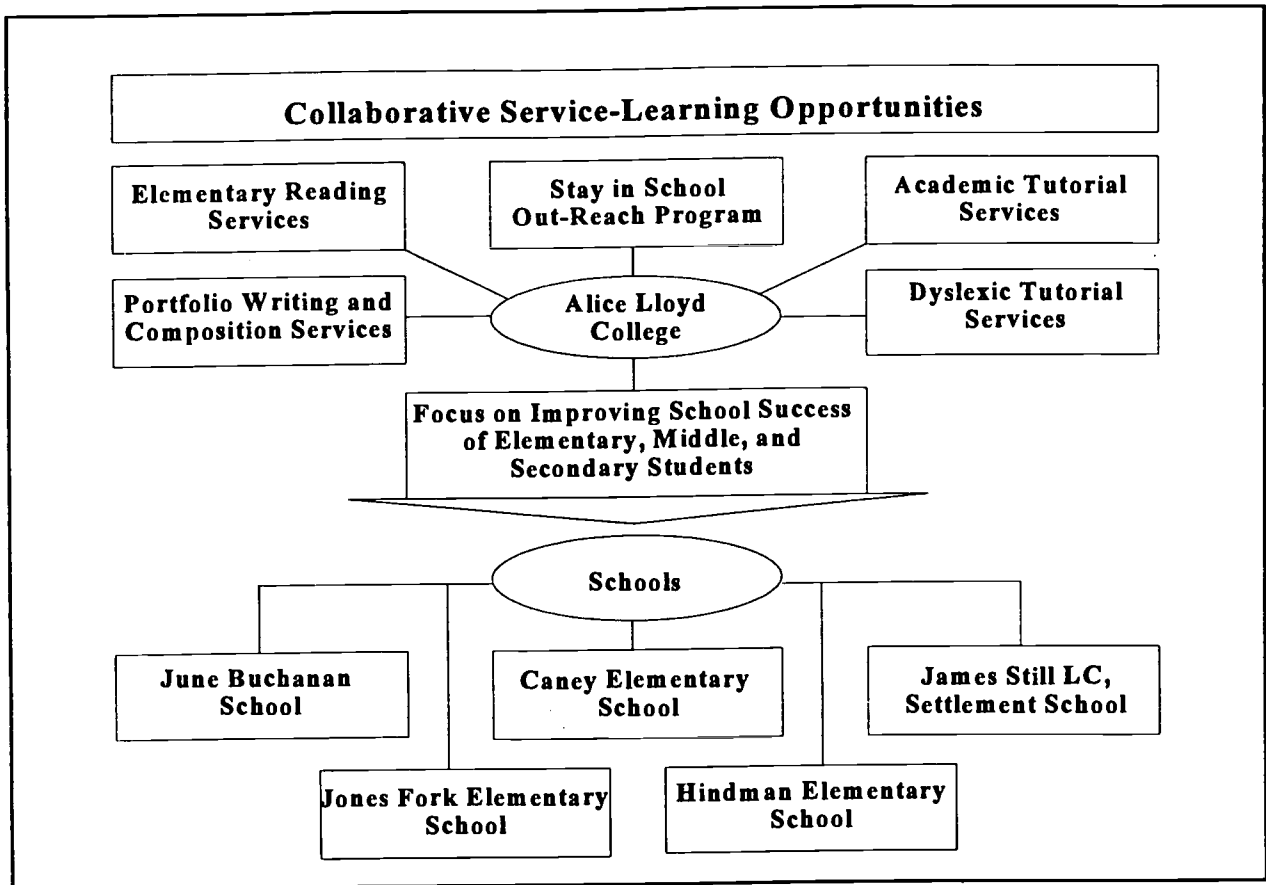 Collaborative Service-Learning Opportunities
Elementary Reading
Services
Stay in School
Out-Reach Program
Academic Tutorial
Services
Portfolio Writing and
Composition Services
Alice Lloyd
College
Dyslexic Tutorial
Services
Focus on Improving School Success
of Elementary, Middle, and
Secondary Students
Schools
June Buchanan
School
Caney Elementary
School
James Still LC,
Settlement School
Jones Fork Elementary
School
Hindman Elementary
School